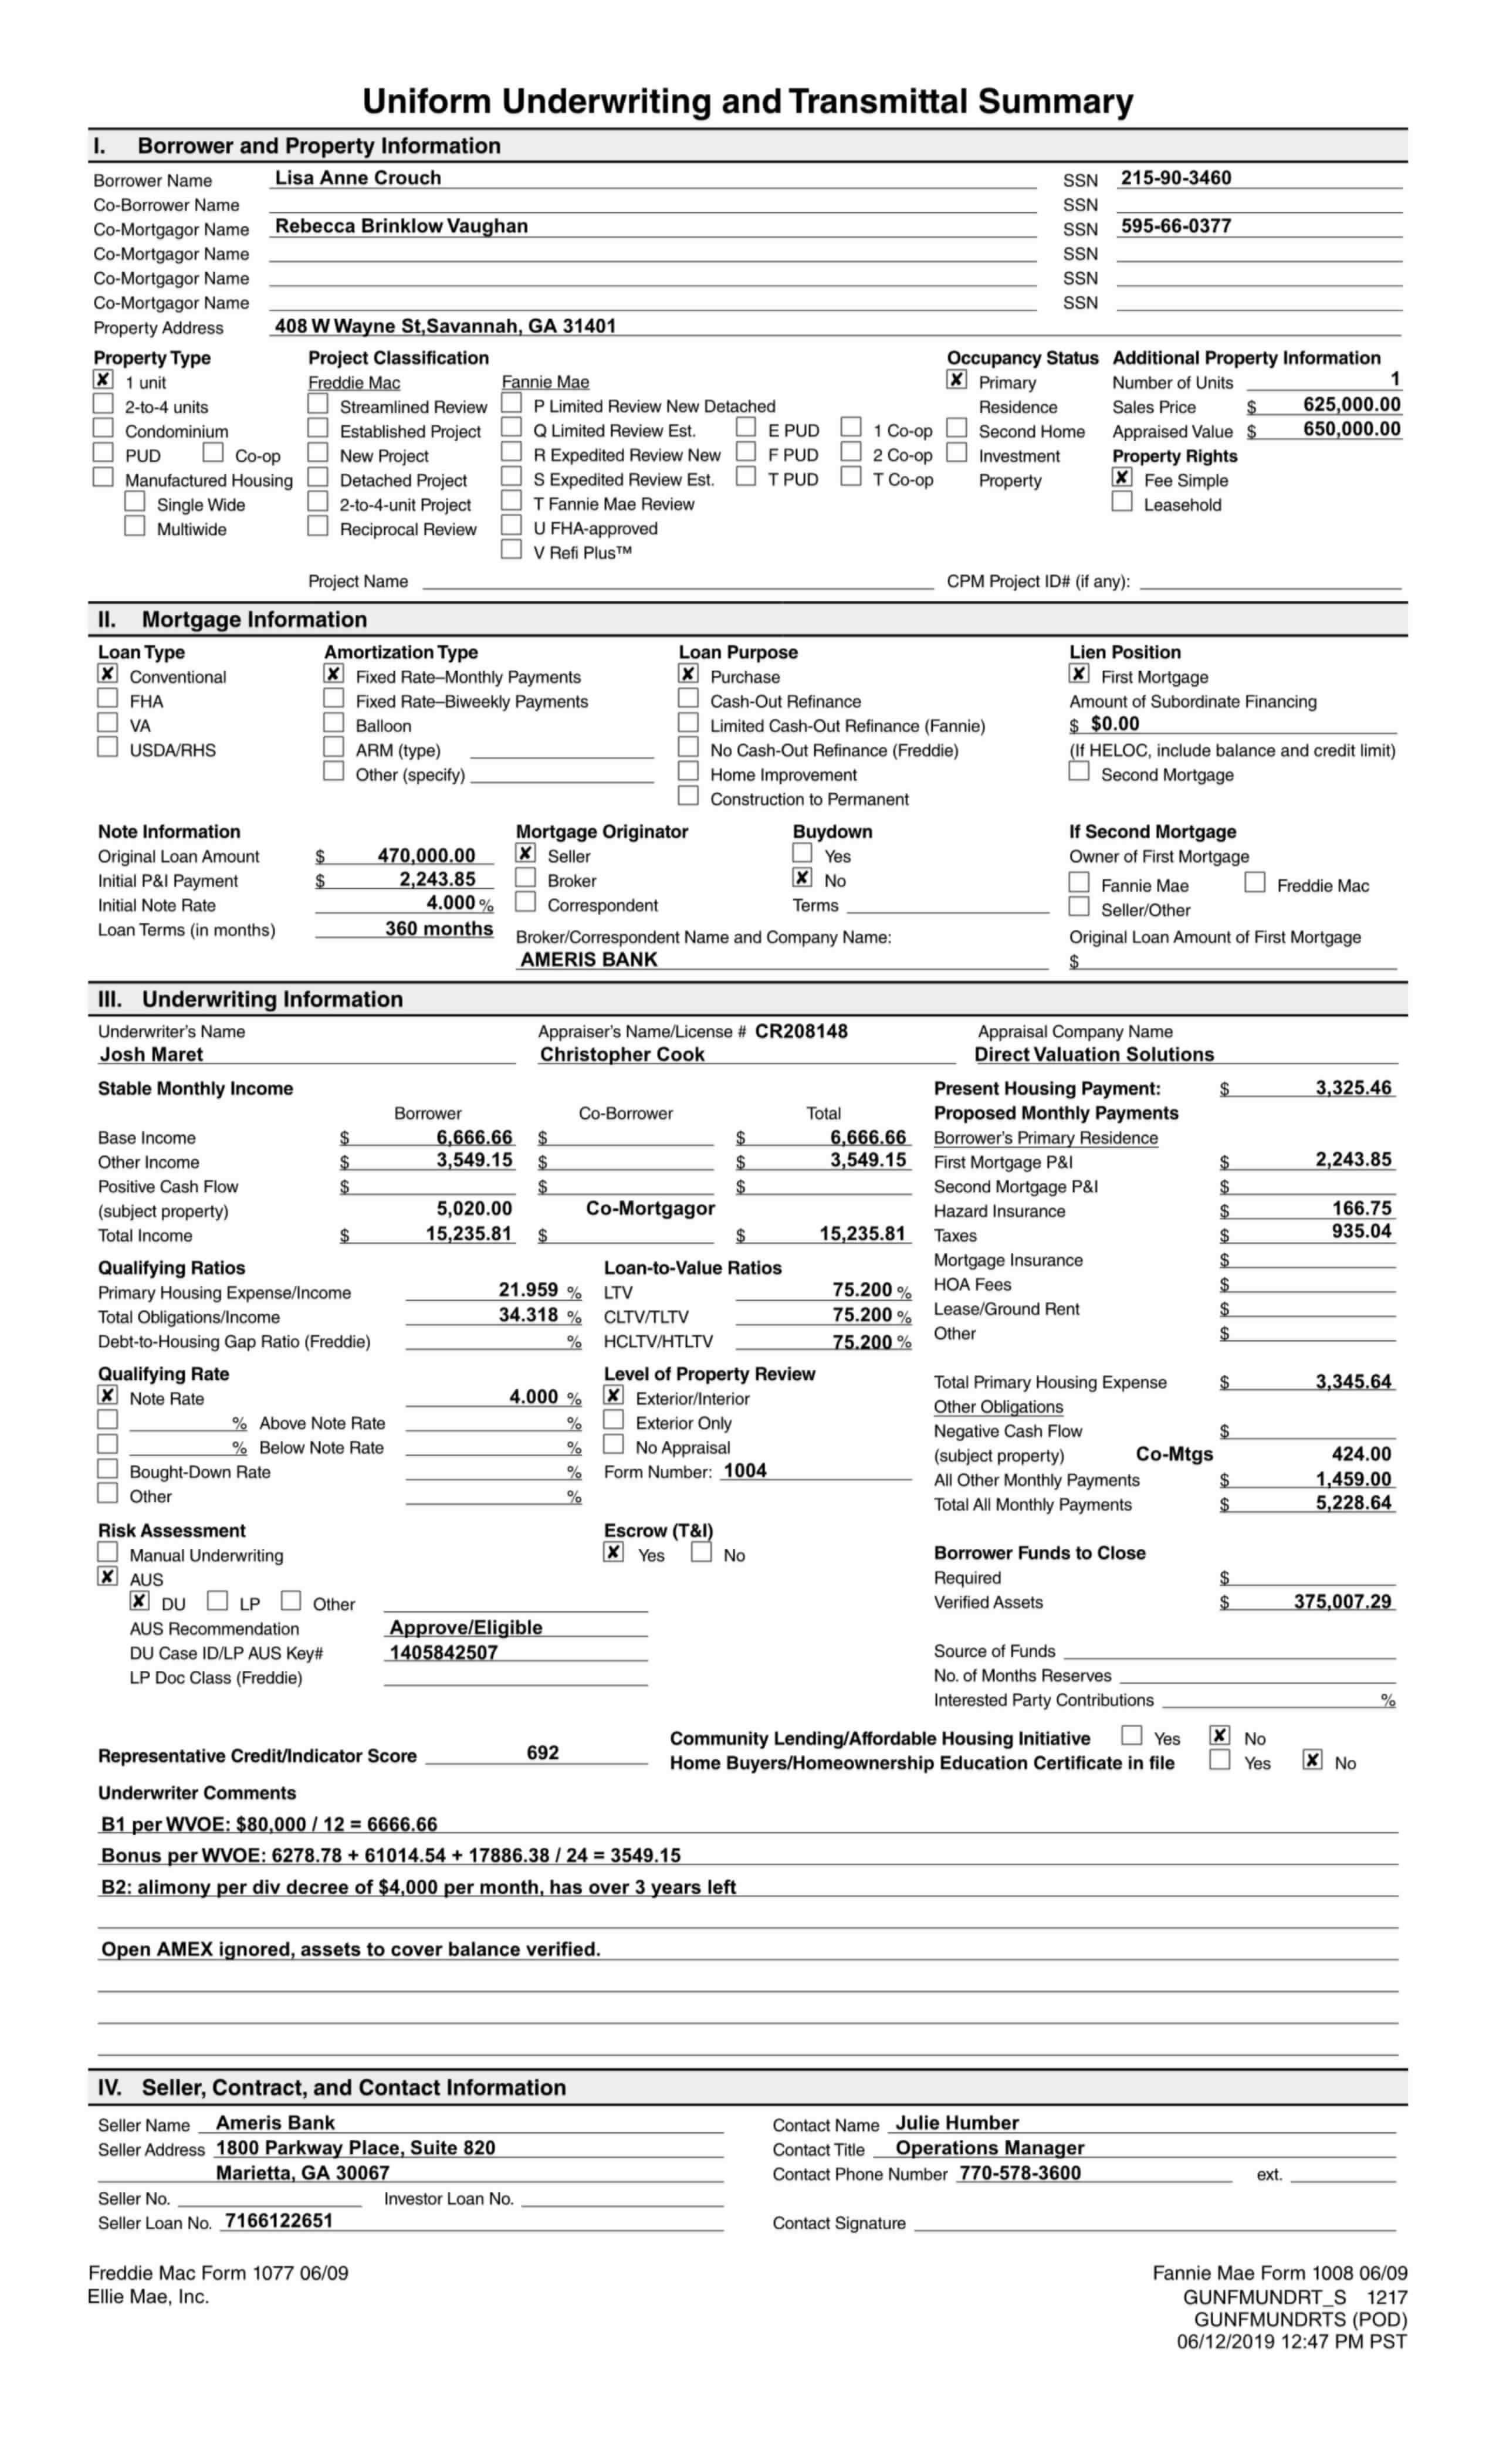 Uniform Underwriting and Transmittal Summary
I. Borrower and Property Information
Borrower Name Lisa Anne Crouch SSN 215-90-3460
Co-Borrower Name SSN
Co-Mortgagor Name Rebecca Brinklow Vaughan SSN 595-66-0377
Co-Mortgagor Name SSN
Co-Mortgagor Name SSN
Co-Mortgagor Name SSN
Property Address 408 W Wayne St,Savannah, GA 31401
Property Type Project Classification Occupancy Status Additional Property Information
✘ 1 unit Freddie Mac Fannie Mae ✘ Primary Number of Units 1
2-to-4 units Streamlined Review P Limited Review New Detached Residence Sales Price $ 625,000.00
Condominium Established Project Q Limited Review Est. E PUD 1 Co-op Second Home Appraised Value $ 650,000.00
PUD Co-op New Project R Expedited Review New F PUD 2 Co-op Investment Property Rights
Manufactured Housing Detached Project S Expedited Review Est. T PUD T Co-op Property ✘ Fee Simple
Single Wide 2-to-4-unit Project T Fannie Mae Review Leasehold
Multiwide Reciprocal Review U FHA-approved
V Refi Plus™
Project Name CPM Project ID# (if any):
II. Mortgage Information
Loan Type Amortization Type Loan Purpose Lien Position
✘ Conventional ✘ Fixed Rate–Monthly Payments ✘ Purchase ✘ First Mortgage
FHA Fixed Rate–Biweekly Payments Cash-Out Refinance Amount of Subordinate Financing
VA Balloon Limited Cash-Out Refinance (Fannie) $ $0.00
USDA/RHS ARM (type) No Cash-Out Refinance (Freddie) (If HELOC, include balance and credit limit)
Other (specify) Home Improvement Second Mortgage
Construction to Permanent
Note Information Mortgage Originator Buydown If Second Mortgage
Original Loan Amount $ 470,000.00 ✘ Seller Yes Owner of First Mortgage
Initial P&I Payment $ 2,243.85 Broker ✘ No Fannie Mae Freddie Mac
Initial Note Rate 4.000 % Correspondent Terms Seller/Other
Loan Terms (in months) 360 months Broker/Correspondent Name and Company Name: Original Loan Amount of First Mortgage
AMERIS BANK $
III. Underwriting Information
Underwriter's Name Appraiser's Name/License # CR208148 Appraisal Company Name
Josh Maret Christopher Cook Direct Valuation Solutions
Stable Monthly Income Present Housing Payment: $ 3,325.46
Borrower Co-Borrower Total Proposed Monthly Payments
Base Income $ 6,666.66 $ $ 6,666.66 Borrower's Primary Residence
Other Income $ 3,549.15 $ $ 3,549.15 First Mortgage P&I $ 2,243.85
Positive Cash Flow $ $ $ Second Mortgage P&I $
(subject property) 5,020.00 Co-Mortgagor Hazard Insurance $ 166.75
Total Income $ 15,235.81 $ $ 15,235.81 Taxes $ 935.04
Qualifying Ratios Loan-to-Value Ratios Mortgage Insurance $
Primary Housing Expense/Income 21.959 % LTV 75.200 % HOA Fees $
Total Obligations/Income 34.318 % CLTV/TLTV 75.200 % Lease/Ground Rent $
Debt-to-Housing Gap Ratio (Freddie) % HCLTV/HTLTV 75.200 % Other $
Qualifying Rate Level of Property Review Total Primary Housing Expense $ 3,345.64
✘ Note Rate 4.000 % ✘ Exterior/Interior Other Obligations
% Above Note Rate % Exterior Only Negative Cash Flow $
% Below Note Rate % No Appraisal (subject property) Co-Mtgs 424.00
Bought-Down Rate % Form Number: 1004 All Other Monthly Payments $ 1,459.00
Other % Total All Monthly Payments $ 5,228.64
Risk Assessment Escrow (T&I)
Manual Underwriting ✘ Yes No Borrower Funds to Close
✘ AUS Required $
✘ DU LP Other Verified Assets $ 375,007.29
AUS Recommendation Approve/Eligible
DU Case ID/LP AUS Key# 1405842507 Source of Funds
LP Doc Class (Freddie) No. of Months Reserves
Interested Party Contributions %
Community Lending/Affordable Housing Initiative Yes ✘ No
Representative Credit/Indicator Score 692 Home Buyers/Homeownership Education Certificate in file Yes ✘ No
Underwriter Comments
B1 per WVOE: $80,000 / 12 = 6666.66
Bonus per WVOE: 6278.78 + 61014.54 + 17886.38 / 24 = 3549.15
B2: alimony per div decree of $4,000 per month, has over 3 years left
Open AMEX ignored, assets to cover balance verified.
IV. Seller, Contract, and Contact Information
Seller Name Ameris Bank Contact Name Julie Humber
Seller Address 1800 Parkway Place, Suite 820 Contact Title Operations Manager
Marietta, GA 30067 Contact Phone Number 770-578-3600 ext.
Seller No. Investor Loan No.
Seller Loan No. 7166122651 Contact Signature
Freddie Mac Form 1077 06/09 Fannie Mae Form 1008 06/09
Ellie Mae, Inc. GUNFMUNDRT_S 1217
GUNFMUNDRTS (POD)
06/12/2019 12:47 PM PST